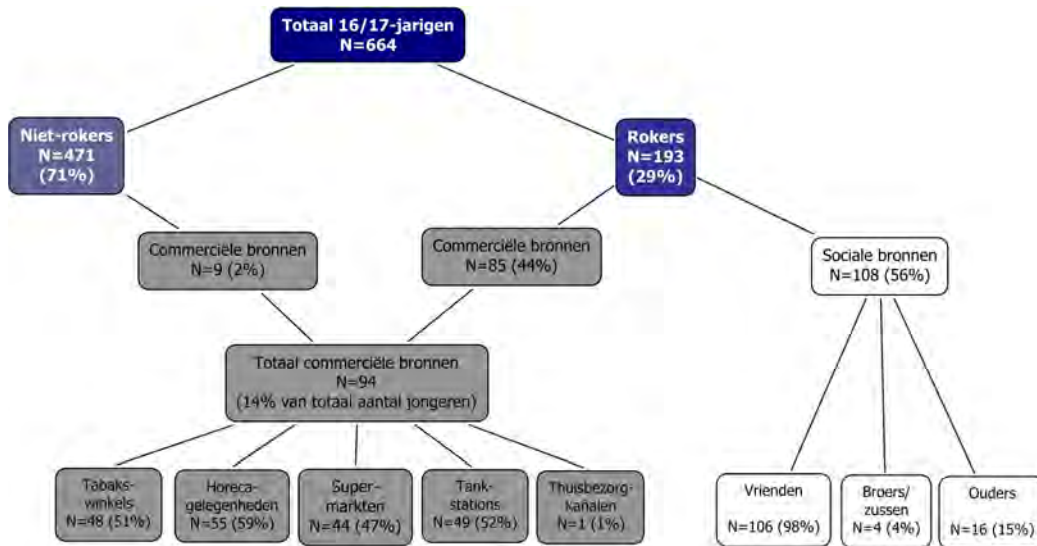 Totaal 16/17-jarigen
N=664
Niet-rokers
N=471
(71%)
Rokers
N=193
(29%)
Commerciële bronnen
N=9 (2%)
Commerciële bronnen
N=85 (44%)
Sociale bronnen
N=108 (56%)
Totaal commerciële bronnen
N=94
(14% van totaal aantal jongeren)
Tabaks-
winkels
N=48 (51%)
Horeca-
gelegenheden
N=55 (59%)
Super-
markten
N=44 (47%)
Tank-
stations
N=49 (52%)
Thuisbezorg-
kanalen
N=1 (1%)
Vrienden
N=106 (98%)
Broers/
zussen
N=4 (4%)
Ouders
N=16 (15%)